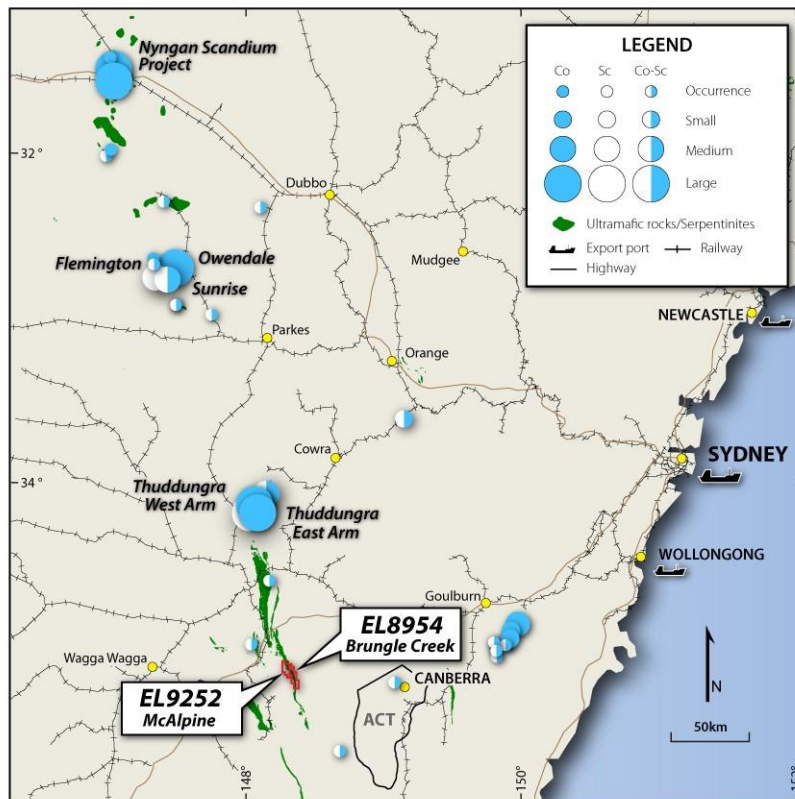 Nyngan Scandium
Project
LEGEND
Co Sc Co-Sc
Occurrence
Small
Medium
Large
Ultramafic rocks/Serpentinites
Export port Railway
Highway
32°
Dubbo
Mudgee
Flemington
Owendale
Sunrise
NEWCASTLE
Parkes
Orange
Cowra
SYDNEY
34°
Thuddungra
West Arm
Thuddungra
East Arm
WOLLONGONG
Goulburn
EL8954
Brungle Creek
Wagga Wagga
CANBERRA
EL9252
McAlpine
ACT
N
50km
148°
150°
152°